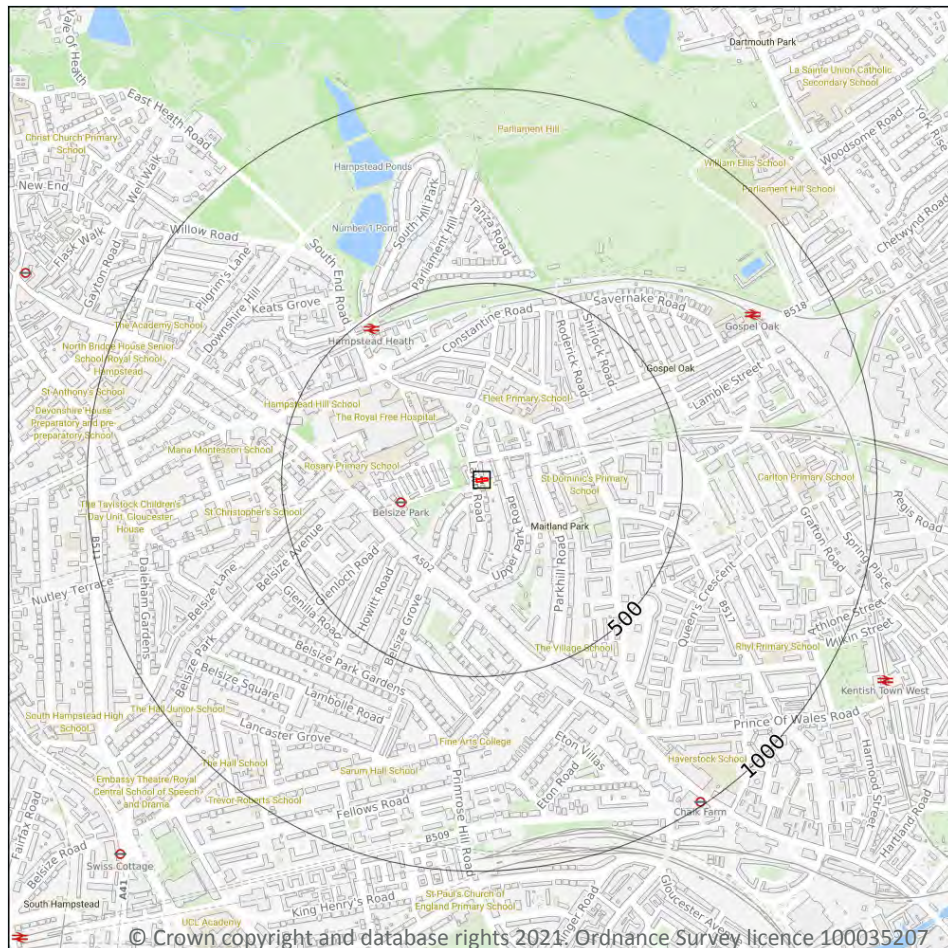 Vale Of Heath
Dartmouth Park
La Sainte Union Catholic
Secondary School
East Heath Road
Christ Church Primary
School
Well Walk
York Rise
Woodsome Road
Parliament Hill
Hampstead Ponds
William Ellis School
Parliament Hill School
New End
South Hill Park
Flask Walk
Gayton Road
Willow Road
Number 1 Pond
Parliament Hill
Tanza Road
Chetwynd Road
Pilgrim's Lane
South End Road
Downshire Hill
Keats Grove
Savernake Road
B518
The Academy School
Constantine Road
Gospel Oak
Hampstead Heath
North Bridge House Senior
School Royal School
Hampstead
Roderick Road
Shirlock Road
Gospel Oak
Lamble Street
St Anthony's School
Devonshire House
Preparatory and pre-
preparatory School
Hampstead Hill School
Fleet Primary School
The Royal Free Hospital
Maria Montessori School
Rosary Primary School
St Dominic's Primary
School
Carlton Primary School
The Tavistock Children's
Day Unit, Gloucester
House
St Christopher's School
Belsize Park
Road
Upper Park Road
Maitland Park
Grafton Road
Regis Road
Spring Place
B511
Belsize Avenue
A502
Parkhill Road
Nutley Terrace
Daleham Gardens
Belsize Lane
Glenloch Road
Howitt Road
Glenilla Road
Belsize Grove
500
Queen's Crescent
B517
Athlone Street
Wilkin Street
The Village School
Rhyl Primary School
Belsize Park
Belsize Park Gardens
Belsize Square
Lambolle Road
Kentish Town West
The Hall Junior School
South Hampstead High
School
Lancaster Grove
Prince Of Wales Road
Fine Arts College
Eton Villas
1000
The Hall School
Sarum Hall School
Eton Road
Haverstock School
Harmood Street
Embassy Theatre/Royal
Central School of Speech
and Drama
Trevor Roberts School
Fellows Road
Primrose Hill Road
Chalk Farm
Hartland Road
Fairfax Road
Belsize Road
B509
Swiss Cottage
A41
South Hampstead
King Henry's Road
St Paul's Church of
England Primary School
Gloucester Ave
UCL Academy
© Crown copyright and database rights 2021. Ordnance Survey licence 100035207